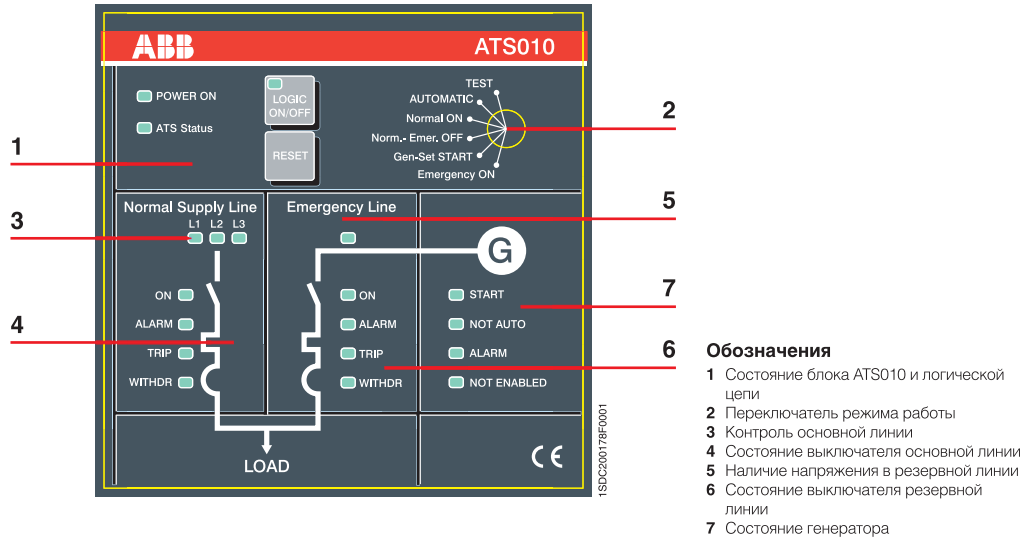 ABB
ATS010
POWER ON
ATS Status
LOGIC
ON/OFF
RESET
TEST
AUTOMATIC
Normal ON
Norm.- Emer. OFF
Gen-Set START
Emergency ON
1
2
Normal Supply Line
L1 L2 L3
Emergency Line
3
5
G
ON
ALARM
TRIP
WITHDR
4
ON
ALARM
TRIP
WITHDR
6
START
NOT AUTO
ALARM
NOT ENABLED
7
LOAD
CE
1SDC200178F0001
Обозначения
1 Состояние блока ATS010 и логической
цепи
2 Переключатель режима работы
3 Контроль основной линии
4 Состояние выключателя основной линии
5 Наличие напряжения в резервной линии
6 Состояние выключателя резервной
линии
7 Состояние генератора